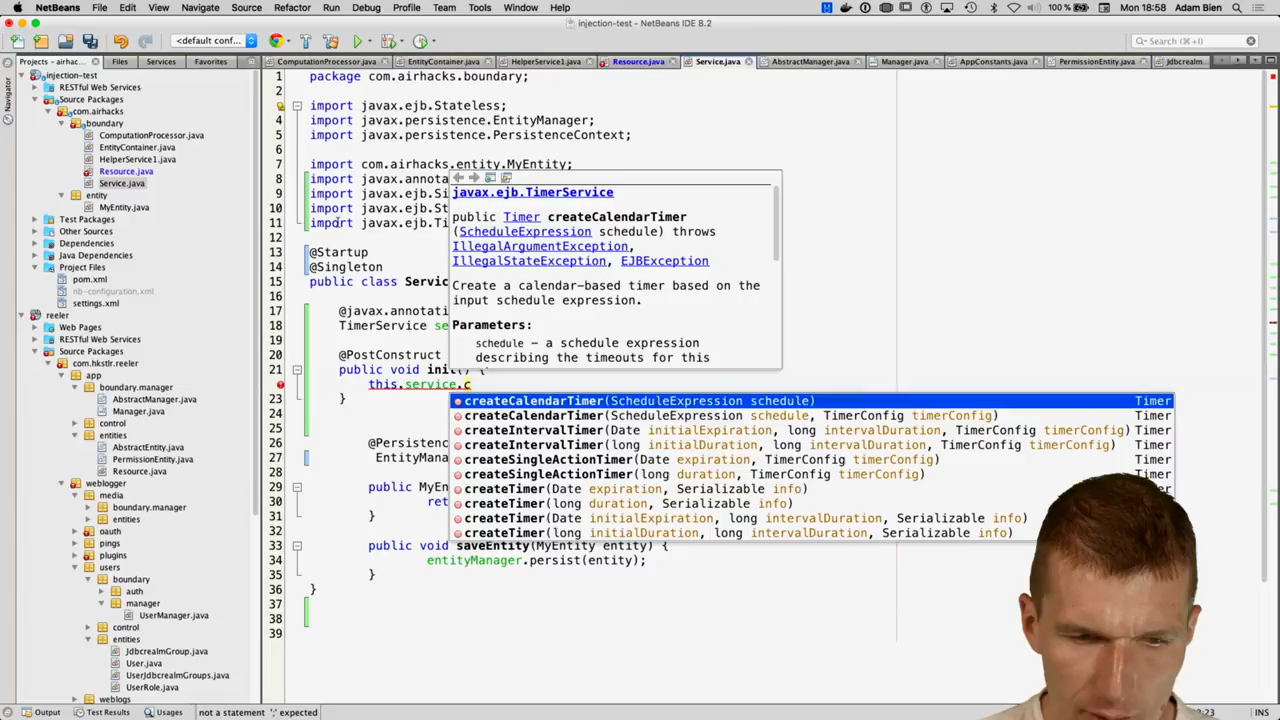 NetBeans File Edit View Navigate Source Refactor Run Debug Profile Team Tools Window Help 100 % Mon 18:58 Adam Bien
injection-test - NetBeans IDE 8.2
<default conf... Search (⌘+I)
Projects - airhac... Files Services Favorites
ComputationProcessor.java EntityContainer.java HelperService1.java Resource.java Service.java AbstractManager.java Manager.java AppConstants.java PermissionEntity.java Jdbcrealm...
Navigator
injection-test
RESTful Web Services
Source Packages
com.airhacks
boundary
ComputationProcessor.java
EntityContainer.java
HelperService1.java
Resource.java
Service.java
entity
MyEntity.java
Test Packages
Other Sources
Dependencies
Java Dependencies
Project Files
pom.xml
nb-configuration.xml
settings.xml
reeler
Web Pages
RESTful Web Services
Source Packages
com.hkstlr.reeler
app
boundary.manager
AbstractManager.java
Manager.java
control
entities
AbstractEntity.java
PermissionEntity.java
Resource.java
weblogger
media
boundary.manager
entities
oauth
pings
plugins
users
boundary
auth
manager
UserManager.java
control
entities
JdbcrealmGroup.java
User.java
UserJdbcrealmGroups.java
UserRole.java
weblogs
1 package com.airhacks.boundary;
2
3 import javax.ejb.Stateless;
4 import javax.persistence.EntityManager;
5 import javax.persistence.PersistenceContext;
6
7 import com.airhacks.entity.MyEntity;
8 import javax.annota
9 import javax.ejb.Si
10 import javax.ejb.St
11 import javax.ejb.Ti
12
13 @Startup
14 @Singleton
15 public class Servic
16
17 @javax.annotati
18 TimerService se
19
20 @PostConstruct
21 public void init() {
this.service.c
23 }
24
25
26 @Persistenc
27 EntityMana
28
29 public MyEn
30 ret
31 }
32
33 public void saveEntity(MyEntity entity) {
34 entityManager.persist(entity);
35 }
36 }
37
38
39
javax.ejb.TimerService
public Timer createCalendarTimer
(ScheduleExpression schedule) throws
IllegalArgumentException,
IllegalStateException, EJBException
Create a calendar-based timer based on the
input schedule expression.
Parameters:
schedule – a schedule expression
describing the timeouts for this
createCalendarTimer(ScheduleExpression schedule) Timer
createCalendarTimer(ScheduleExpression schedule, TimerConfig timerConfig) Timer
createIntervalTimer(Date initialExpiration, long intervalDuration, TimerConfig timerConfig) Timer
createIntervalTimer(long initialDuration, long intervalDuration, TimerConfig timerConfig) Timer
createSingleActionTimer(Date expiration, TimerConfig timerConfig) Timer
createSingleActionTimer(long duration, TimerConfig timerConfig) Timer
createTimer(Date expiration, Serializable info) Timer
createTimer(long duration, Serializable info) Timer
createTimer(Date initialExpiration, long intervalDuration, Serializable info)
createTimer(long initialDuration, long intervalDuration, Serializable info)
Output Test Results Usages not a statement ';' expected :23 INS